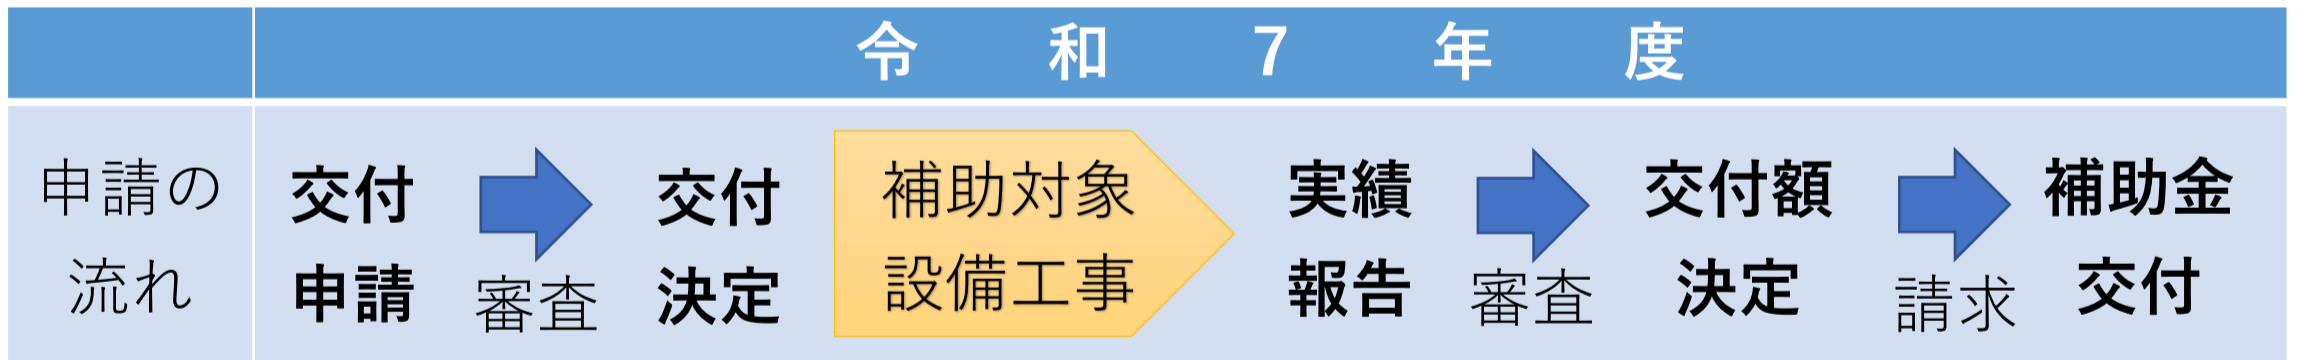 令和7年度
申請の
流れ
交付
申請
審査
交付
決定
補助対象
設備工事
実績
報告
審査
交付額
決定
請求
補助金
交付